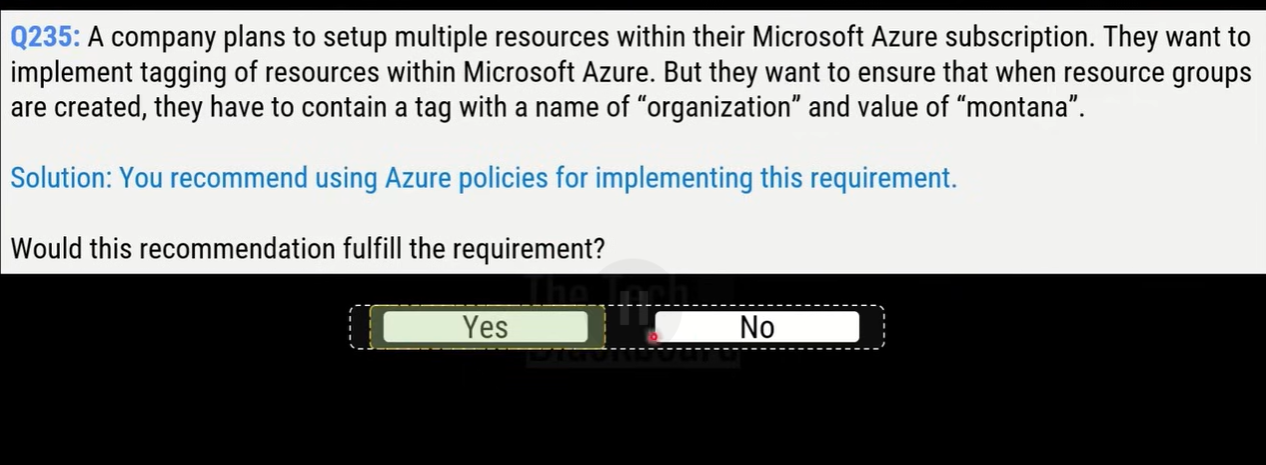 Q235: A company plans to setup multiple resources within their Microsoft Azure subscription. They want to
implement tagging of resources within Microsoft Azure. But they want to ensure that when resource groups
are created, they have to contain a tag with a name of “organization” and value of “montana”.
Solution: You recommend using Azure policies for implementing this requirement.
Would this recommendation fulfill the requirement?
The Tech
Yes No
Blackboard